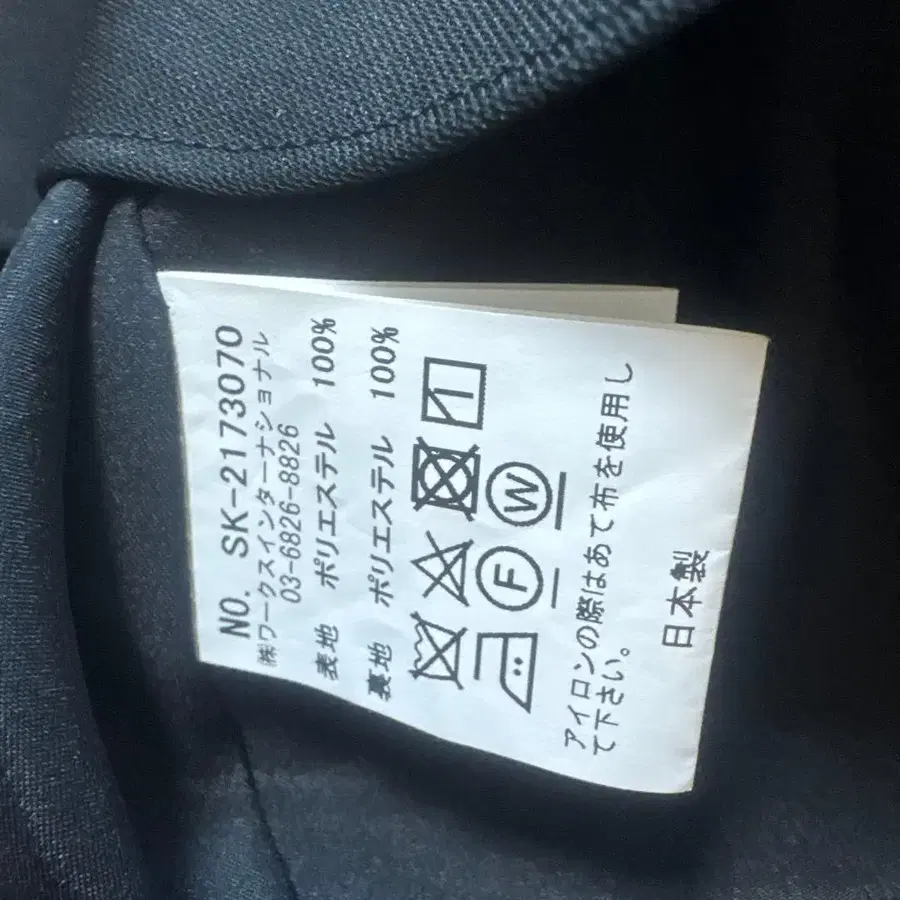 NO. SK-2173070
㈱ワークスインターナショナル
03-6826-8826
表地 ポリエステル 100%
裏地 ポリエステル 100%
F W
アイロンの際はあて布を使用し
て下さい。
日本製